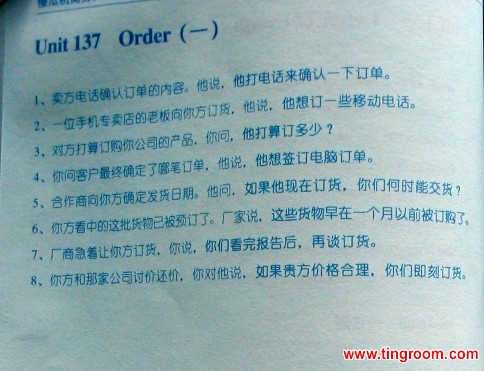 Unit 137 Order（一）
1、卖方电话确认订单的内容。他说，他打电话来确认一下订单。
2、一位手机专卖店的老板向你方订货，他说，他想订一些移动电话。
3、对方打算订购你公司的产品，你问，他打算订多少？
4、你问客户最终确定了哪笔订单，他说，他想签订电脑订单。
5、合作商向你方确定发货日期。他问，如果他现在订货，你们何时能交货？
6、你方看中的这批货物已被预订了。厂家说，这些货物早在一个月以前被订购了。
7、厂商急着让你方订货，你说，你们看完报告后，再谈订货。
8、你方和那家公司讨价还价，你对他说，如果贵方价格合理，你们即刻订货。
www.tingroom.com